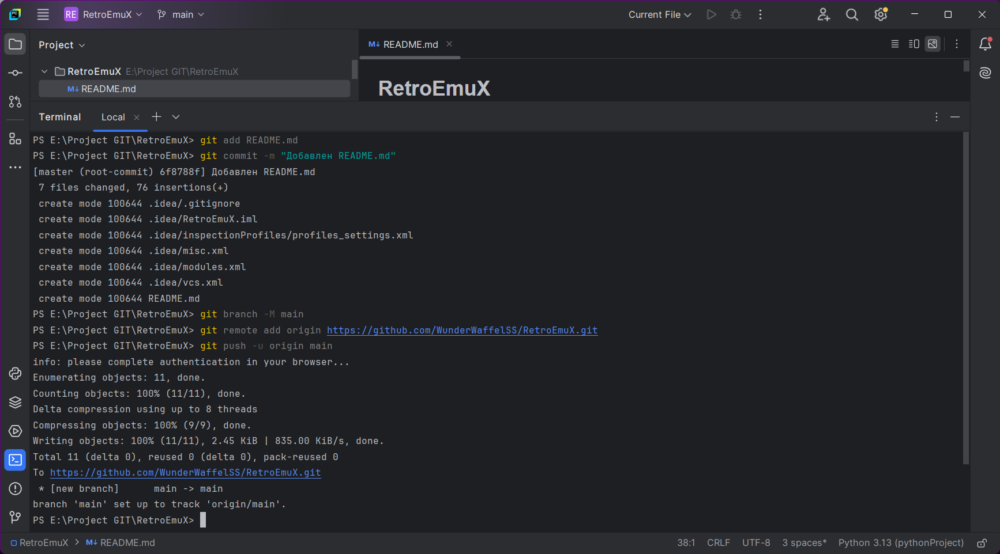 PC
RE RetroEmuX main Current File
Project
README.md
RetroEmuX E:\Project GIT\RetroEmuX
README.md
RetroEmuX
Terminal Local
PS E:\Project GIT\RetroEmuX> git add README.md
PS E:\Project GIT\RetroEmuX> git commit -m "Добавлен README.md"
[master (root-commit) 6f8788f] Добавлен README.md
7 files changed, 76 insertions(+)
create mode 100644 .idea/.gitignore
create mode 100644 .idea/RetroEmuX.iml
create mode 100644 .idea/inspectionProfiles/profiles_settings.xml
create mode 100644 .idea/misc.xml
create mode 100644 .idea/modules.xml
create mode 100644 .idea/vcs.xml
create mode 100644 README.md
PS E:\Project GIT\RetroEmuX> git branch -M main
PS E:\Project GIT\RetroEmuX> git remote add origin https://github.com/WunderWaffelSS/RetroEmuX.git
PS E:\Project GIT\RetroEmuX> git push -u origin main
info: please complete authentication in your browser...
Enumerating objects: 11, done.
Counting objects: 100% (11/11), done.
Delta compression using up to 8 threads
Compressing objects: 100% (9/9), done.
Writing objects: 100% (11/11), 2.45 KiB | 835.00 KiB/s, done.
Total 11 (delta 0), reused 0 (delta 0), pack-reused 0
To https://github.com/WunderWaffelSS/RetroEmuX.git
* [new branch]      main -> main
branch 'main' set up to track 'origin/main'.
PS E:\Project GIT\RetroEmuX>
RetroEmuX > M↓ README.md 38:1 CRLF UTF-8 3 spaces* Python 3.13 (pythonProject)